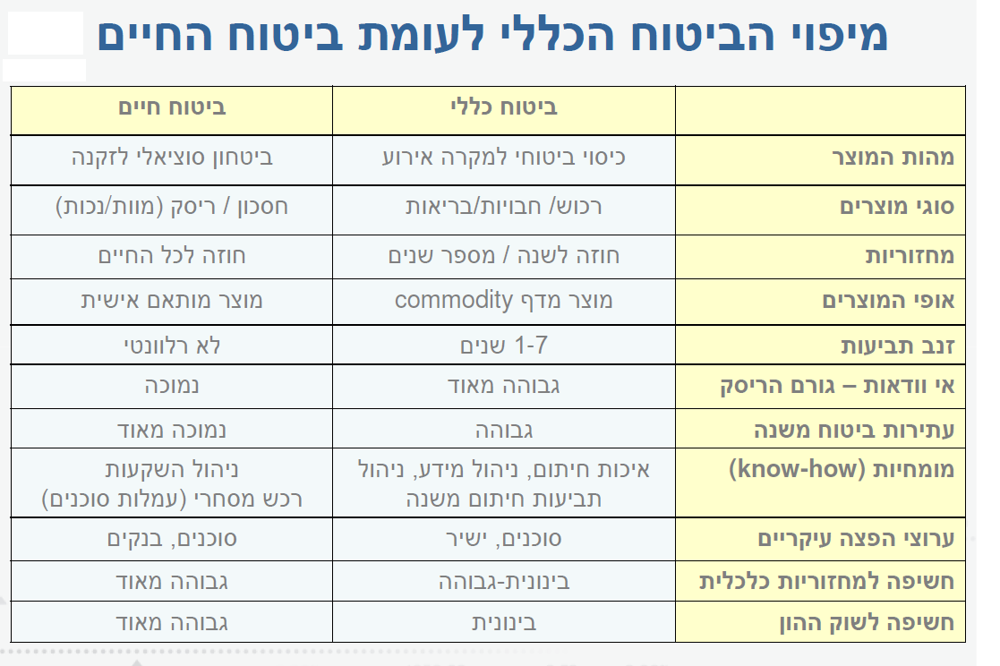 מיפוי הביטוח הכללי לעומת ביטוח החיים
ביטוח כללי ביטוח חיים
מהות המוצר כיסוי ביטוחי למקרה אירוע ביטחון סוציאלי לזקנה
סוגי מוצרים רכוש/ חבויות/בריאות חסכון / ריסק (מוות/נכות)
מחזוריות חוזה לשנה / מספר שנים חוזה לכל החיים
אופי המוצרים מוצר מדף commodity מוצר מותאם אישית
זנב תביעות 1-7 שנים לא רלוונטי
אי וודאות – גורם הריסק גבוהה מאוד נמוכה
עתירות ביטוח משנה גבוהה נמוכה מאוד
מומחיות (know-how) איכות חיתום, ניהול מידע, ניהול ניהול השקעות
תביעות חיתום משנה רכש מסחרי (עמלות סוכנים)
ערוצי הפצה עיקריים סוכנים, ישיר סוכנים, בנקים
חשיפה למחזוריות כלכלית בינונית-גבוהה גבוהה מאוד
חשיפה לשוק ההון בינונית גבוהה מאוד